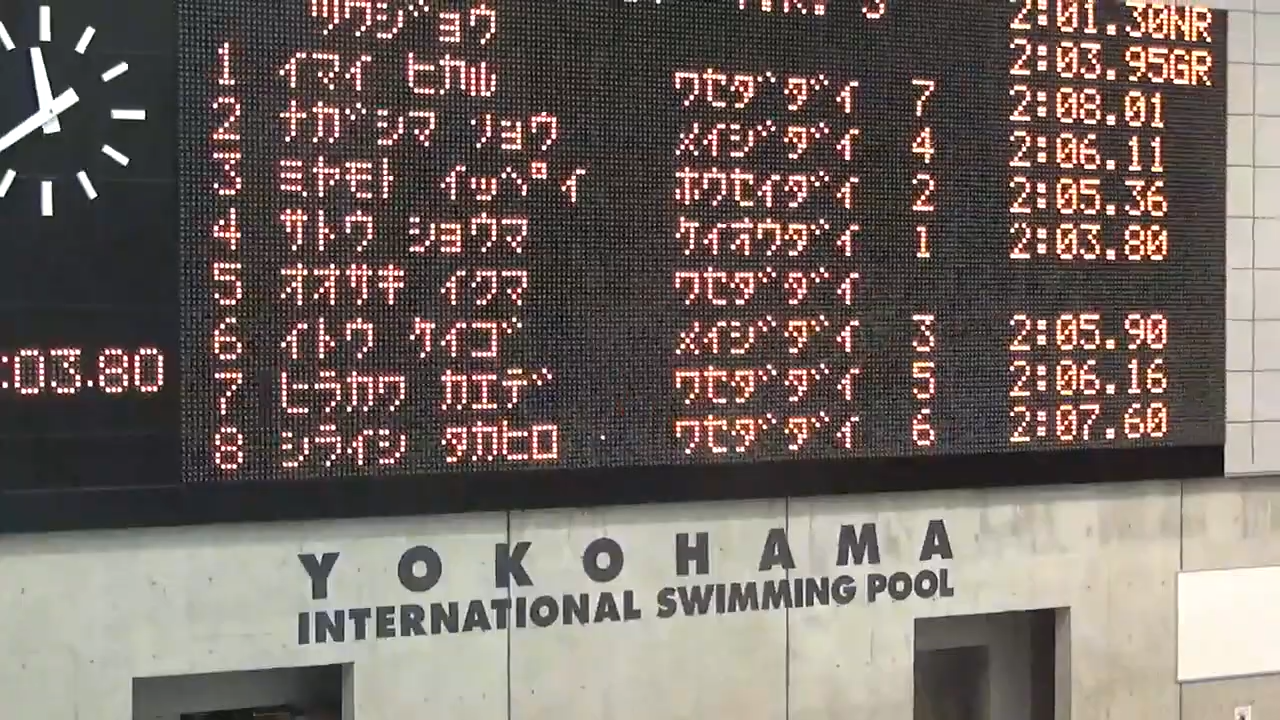 2:01.30NR
2:03.95GR
1 イマイ ヒカル ワセダダイ 7 2:08.01
2 ナガシマ ショウ メイジダイ 4 2:06.11
3 ミヤモト イッペイ ホウセイダイ 2 2:05.36
4 サトウ ショウマ ケイオウダイ 1 2:03.80
5 オオサキ イクマ ワセダダイ
6 イトウ ケイゴ メイジダイ 3 2:05.90
:03.80
7 ヒラカワ カエデ ワセダダイ 5 2:06.16
8 シライシ タカヒロ ワセダダイ 6 2:07.60
YOKOHAMA
INTERNATIONAL SWIMMING POOL